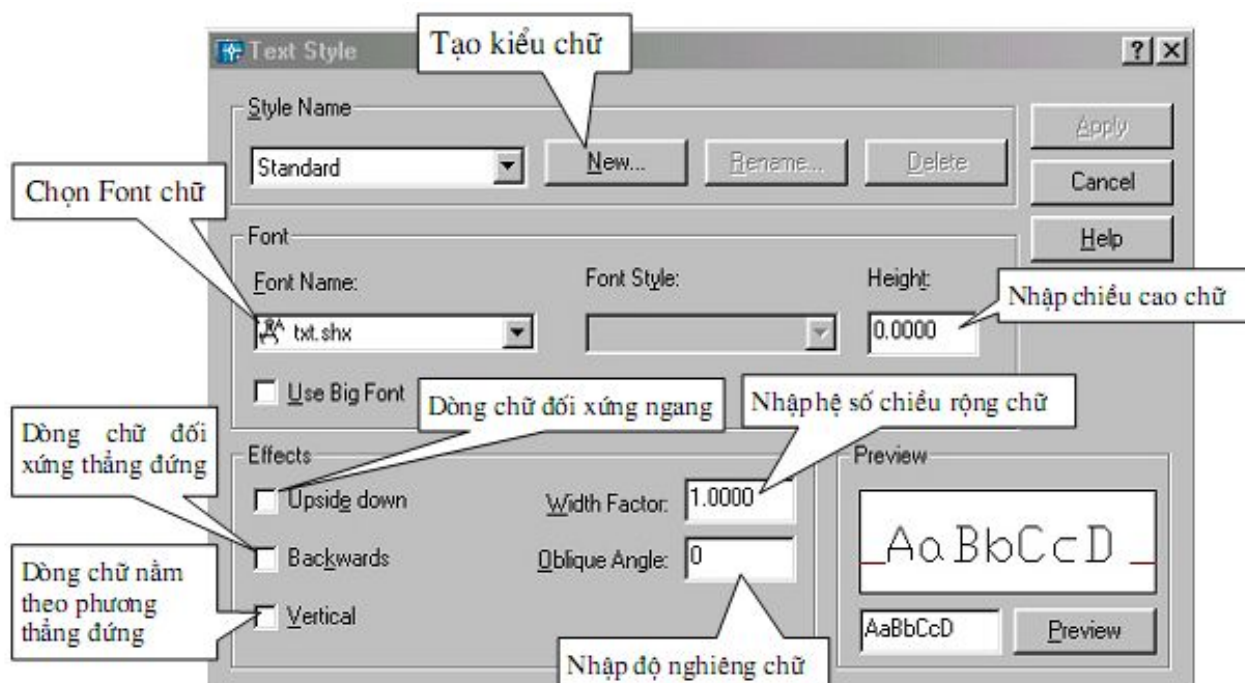 Tạo kiểu chữ
Text Style
Style Name
Standard
New...
Rename...
Delete
Apply
Cancel
Help
Chọn Font chữ
Font
Font Name:
Font Style:
Height:
txt.shx
0.0000
Nhập chiều cao chữ
Use Big Font
Dòng chữ đối xứng ngang
Nhập hệ số chiều rộng chữ
Dòng chữ đối
xứng thẳng đứng
Effects
Upside down
Width Factor:
1.0000
Backwards
Oblique Angle:
0
Dòng chữ nằm
theo phương
thẳng đứng
Vertical
Nhập độ nghiêng chữ
Preview
AaBbCcD
AaBbCcD
Preview